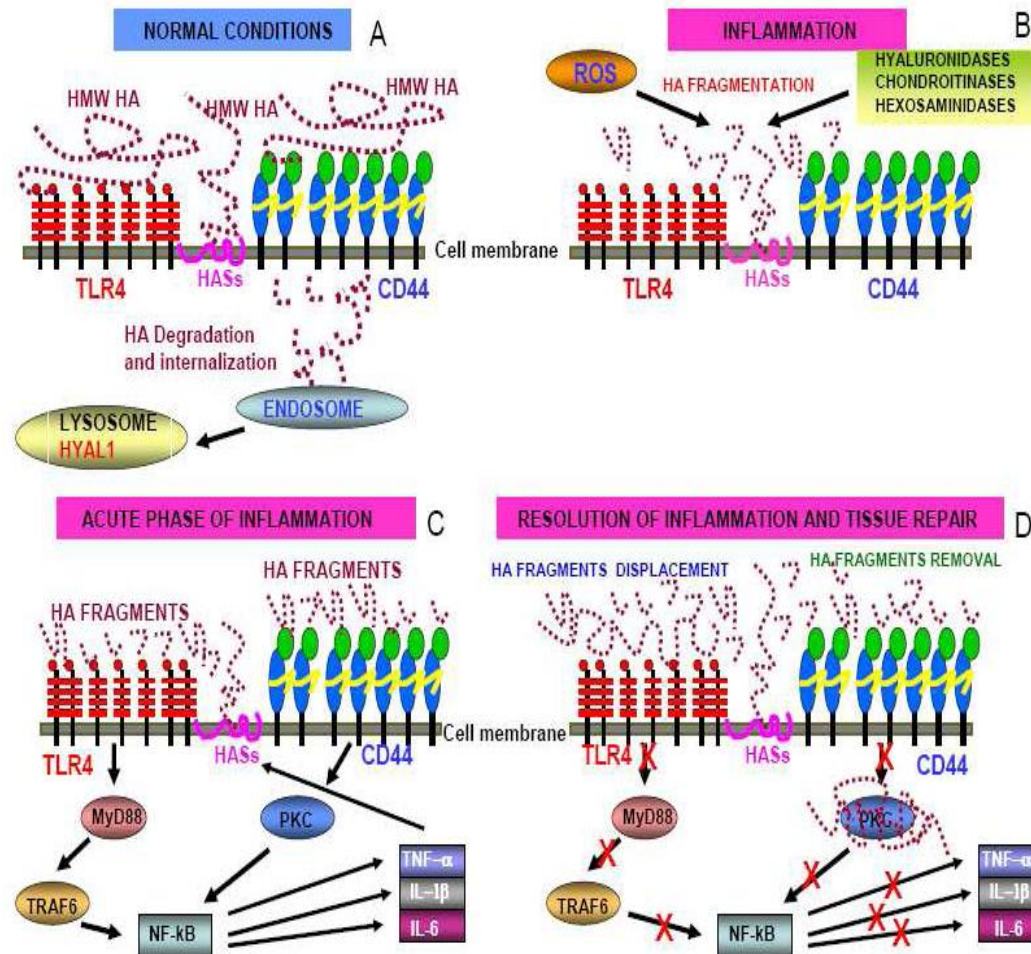 NORMAL CONDITIONS
A
HMW HA
HMW HA
HMW HA
TLR4
HASs
CD44
Cell membrane
HA Degradation
and internalization
ENDOSOME
LYSOSOME
HYAL1
INFLAMMATION
B
ROS
HA FRAGMENTATION
HYALURONIDASES
CHONDROITINASES
HEXOSAMINIDASES
TLR4
HASs
CD44
ACUTE PHASE OF INFLAMMATION
C
HA FRAGMENTS
HA FRAGMENTS
Cell membrane
TLR4
HASs
CD44
MyD88
PKC
TRAF6
NF-kB
TNF-α
IL-1β
IL-6
RESOLUTION OF INFLAMMATION AND TISSUE REPAIR
D
HA FRAGMENTS DISPLACEMENT
HA FRAGMENTS REMOVAL
TLR4
HASs
CD44
MyD88
PKC
TRAF6
NF-kB
TNF-α
IL-1β
IL-6